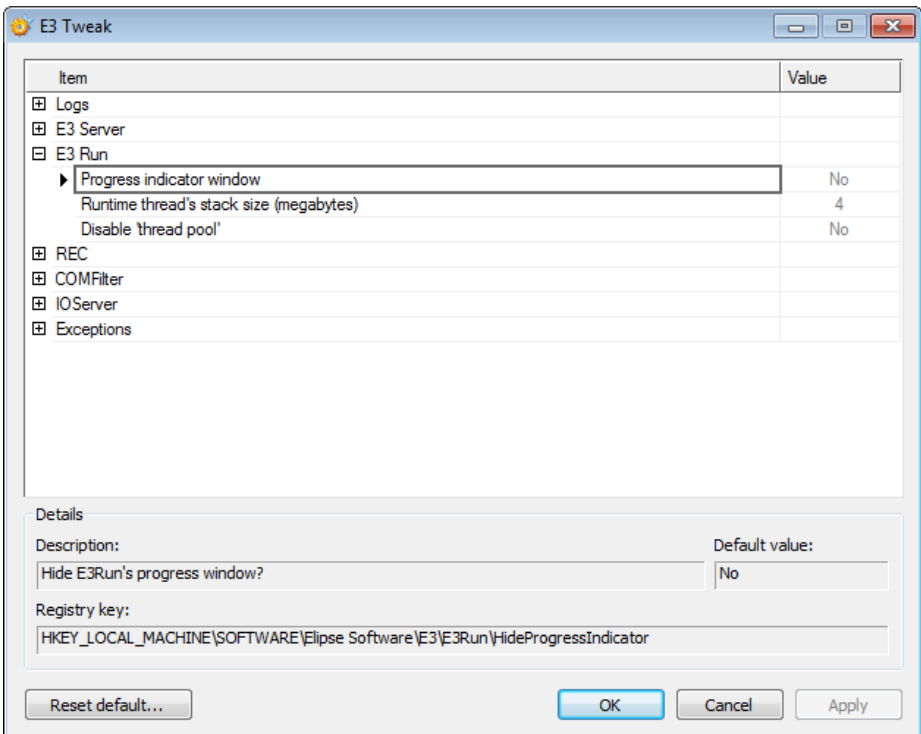 E3 Tweak
Item Value
Logs
E3 Server
E3 Run
Progress indicator window No
Runtime thread's stack size (megabytes) 4
Disable 'thread pool' No
REC
COMFilter
IOServer
Exceptions
Details
Description: Default value:
Hide E3Run's progress window? No
Registry key:
HKEY_LOCAL_MACHINE\SOFTWARE\Elipse Software\E3\E3Run\HideProgressIndicator
Reset default... OK Cancel Apply